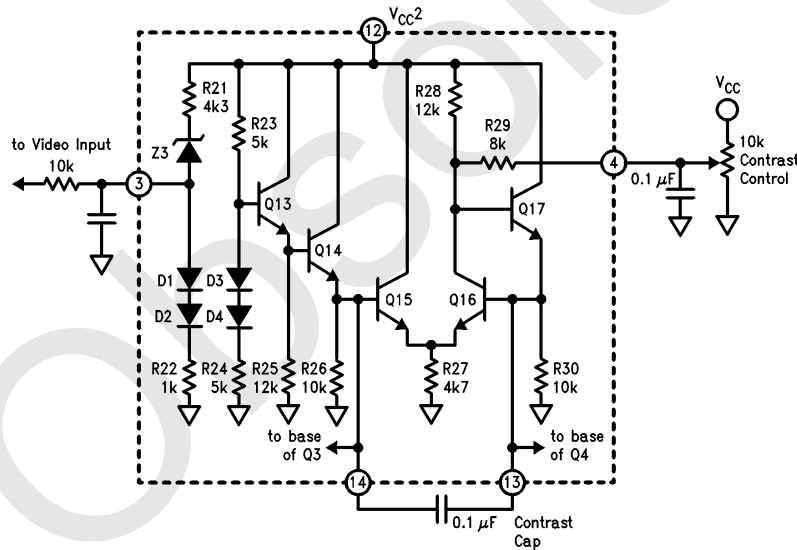 V_CC2
12
to Video Input
10k
3
R21
4k3
Z3
D1
D2
R22
1k
R23
5k
D3
D4
R24
5k
Q13
R25
12k
Q14
R26
10k
Q15
R28
12k
R29
8k
Q16
Q17
R27
4k7
R30
10k
4
0.1 μF
V_CC
10k
Contrast
Control
to base
of Q3
to base
of Q4
14
13
0.1 μF
Contrast
Cap
Obsolete